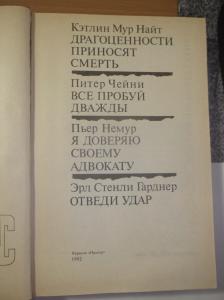 Кэтлин Мур Найт
ДРАГОЦЕННОСТИ
ПРИНОСЯТ
СМЕРТЬ
Питер Чейни
ВСЕ ПРОБУЙ
ДВАЖДЫ
Пьер Немур
Я ДОВЕРЯЮ
СВОЕМУ
АДВОКАТУ
Эрл Стенли Гарднер
ОТВЕДИ УДАР
1992